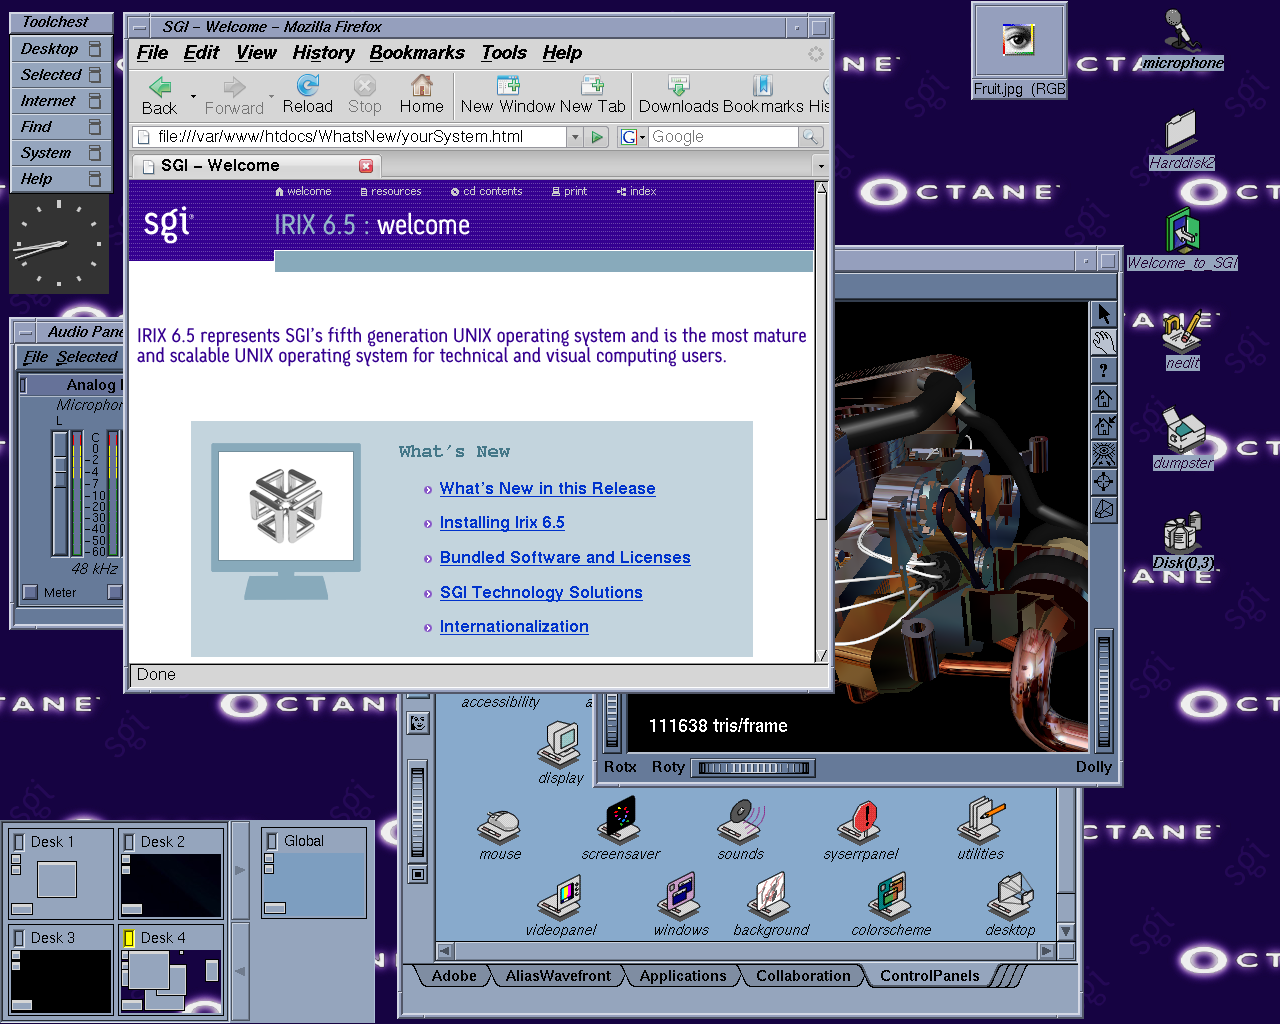 Toolchest
Desktop
Selected
Internet
Find
System
Help
SGI – Welcome – Mozilla Firefox
File Edit View History Bookmarks Tools Help
Back Forward Reload Stop Home New Window New Tab Downloads Bookmarks His
file:///var/www/htdocs/WhatsNew/yourSystem.html
G Google
SGI – Welcome
welcome resources cd contents print index
sgi IRIX 6.5 : welcome
IRIX 6.5 represents SGI's fifth generation UNIX operating system and is the most mature
and scalable UNIX operating system for technical and visual computing users.
What's New
What's New in this Release
Installing Irix 6.5
Bundled Software and Licenses
SGI Technology Solutions
Internationalization
Done
Audio Pane
File Selected
Analog I
Microphon
L
C
0
-2
-4
-7
-10
-20
-30
-40
-50
-60
48 kHz
Meter
Fruit.jpg (RGB
microphone
Harddisk2
Welcome_to_SGI
nedit
dumpster
Disk(0,3)
?
111638 tris/frame
Rotx Roty Dolly
accessibility a
display
mouse screensaver sounds syserrpanel utilities
videopanel windows background colorscheme desktop
Adobe AliasWavefront Applications Collaboration ControlPanels
Desk 1 Desk 2 Global
Desk 3 Desk 4
OCTANE
sgi